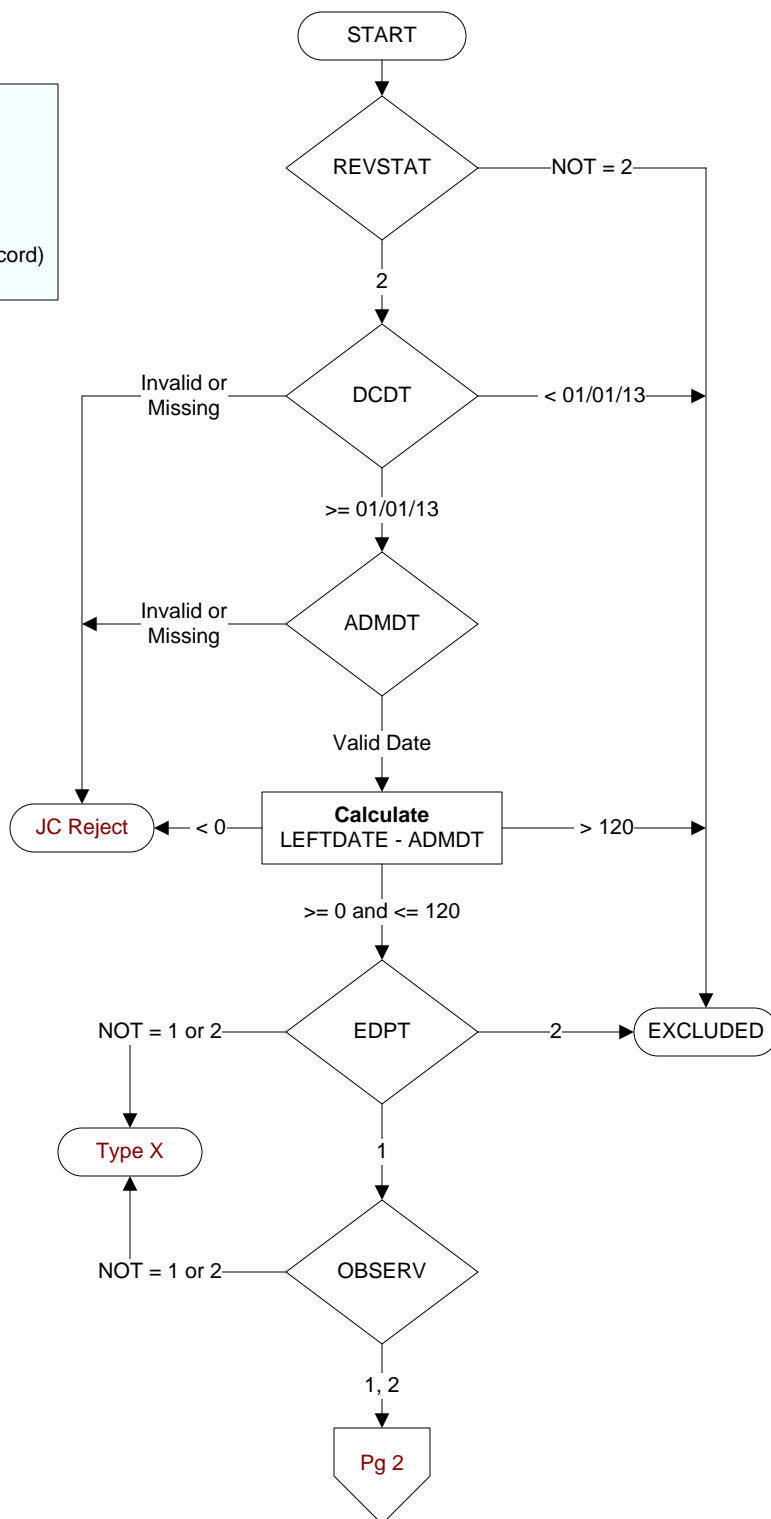 START
REVSTAT
NOT = 2
cord)
2
Invalid or
Missing
DCDT
< 01/01/13
>= 01/01/13
Invalid or
Missing
ADMDT
Valid Date
JC Reject
< 0
Calculate
LEFTDATE - ADMDT
> 120
>= 0 and <= 120
NOT = 1 or 2
EDPT
2
EXCLUDED
Type X
1
NOT = 1 or 2
OBSERV
1, 2
Pg 2